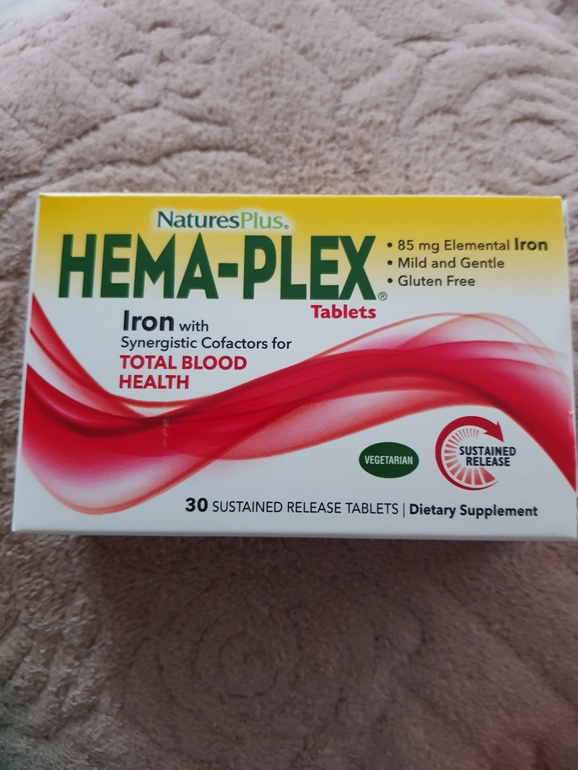 NaturesPlus®
HEMA-PLEX®
Tablets
• 85 mg Elemental Iron
• Mild and Gentle
• Gluten Free
Iron with
Synergistic Cofactors for
TOTAL BLOOD
HEALTH
VEGETARIAN
SUSTAINED
RELEASE
30 SUSTAINED RELEASE TABLETS | Dietary Supplement